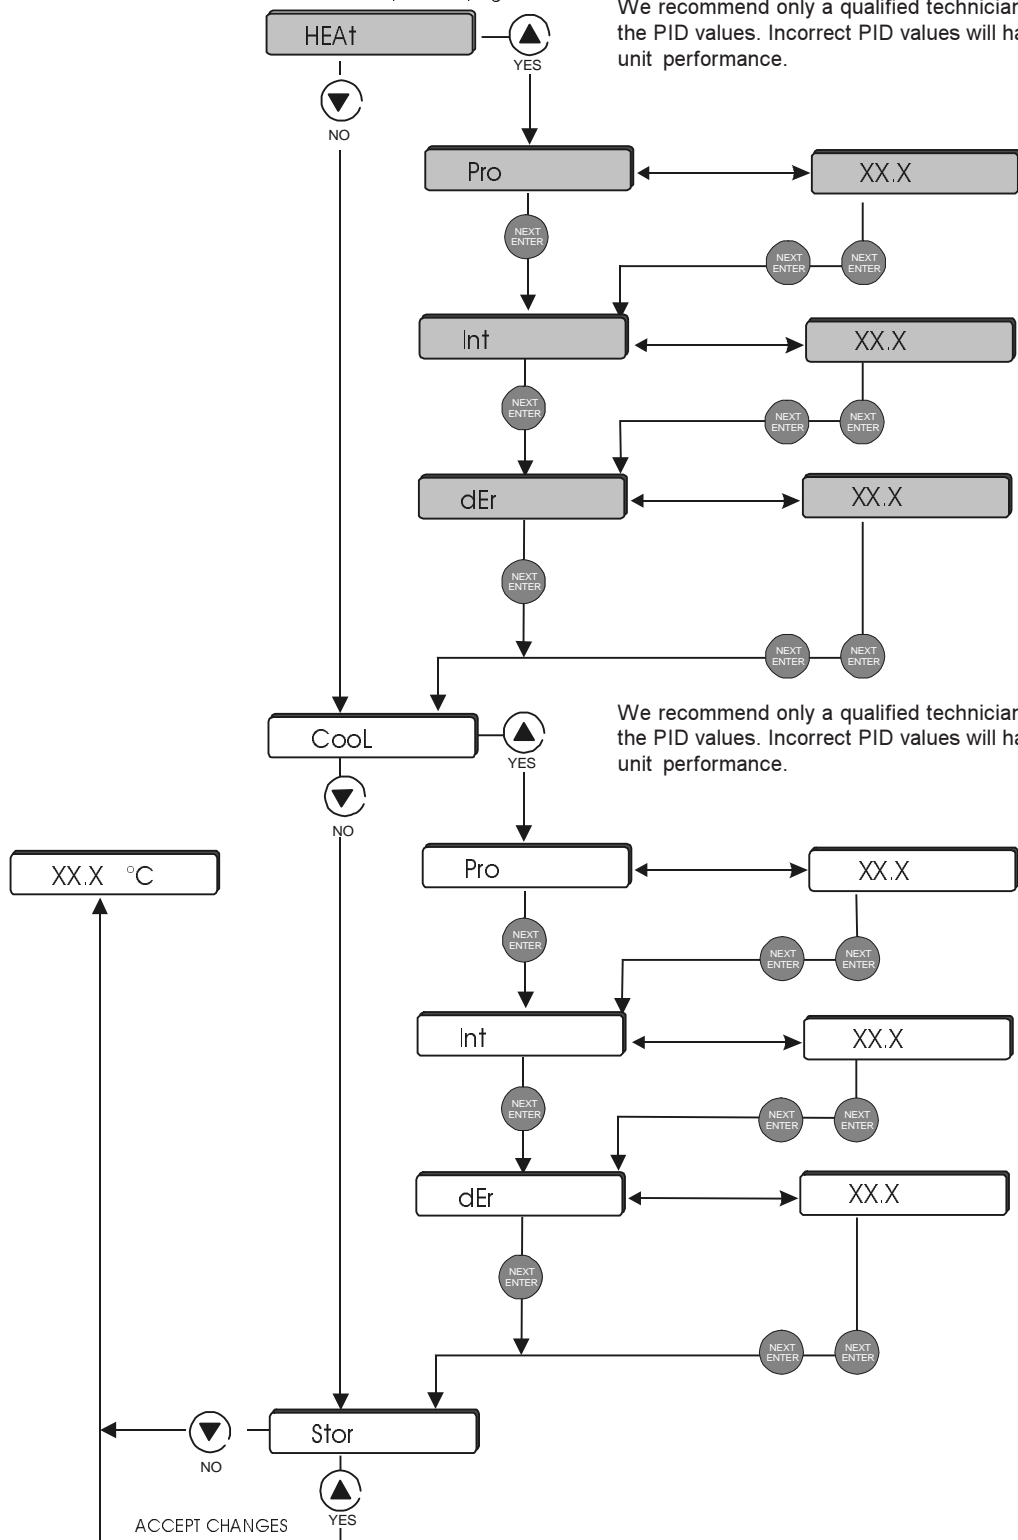 We recommend only a qualified technician
the PID values. Incorrect PID values will ha
unit performance.
HEAt
YES
NO
Pro
XX.X
NEXT
ENTER
NEXT
ENTER
NEXT
ENTER
Int
XX.X
NEXT
ENTER
NEXT
ENTER
NEXT
ENTER
dEr
XX.X
NEXT
ENTER
NEXT
ENTER
NEXT
ENTER
We recommend only a qualified technician
the PID values. Incorrect PID values will ha
unit performance.
CooL
YES
NO
XX.X °C
Pro
XX.X
NEXT
ENTER
NEXT
ENTER
NEXT
ENTER
Int
XX.X
NEXT
ENTER
NEXT
ENTER
NEXT
ENTER
dEr
XX.X
NEXT
ENTER
NEXT
ENTER
NEXT
ENTER
Stor
NO
YES
ACCEPT CHANGES